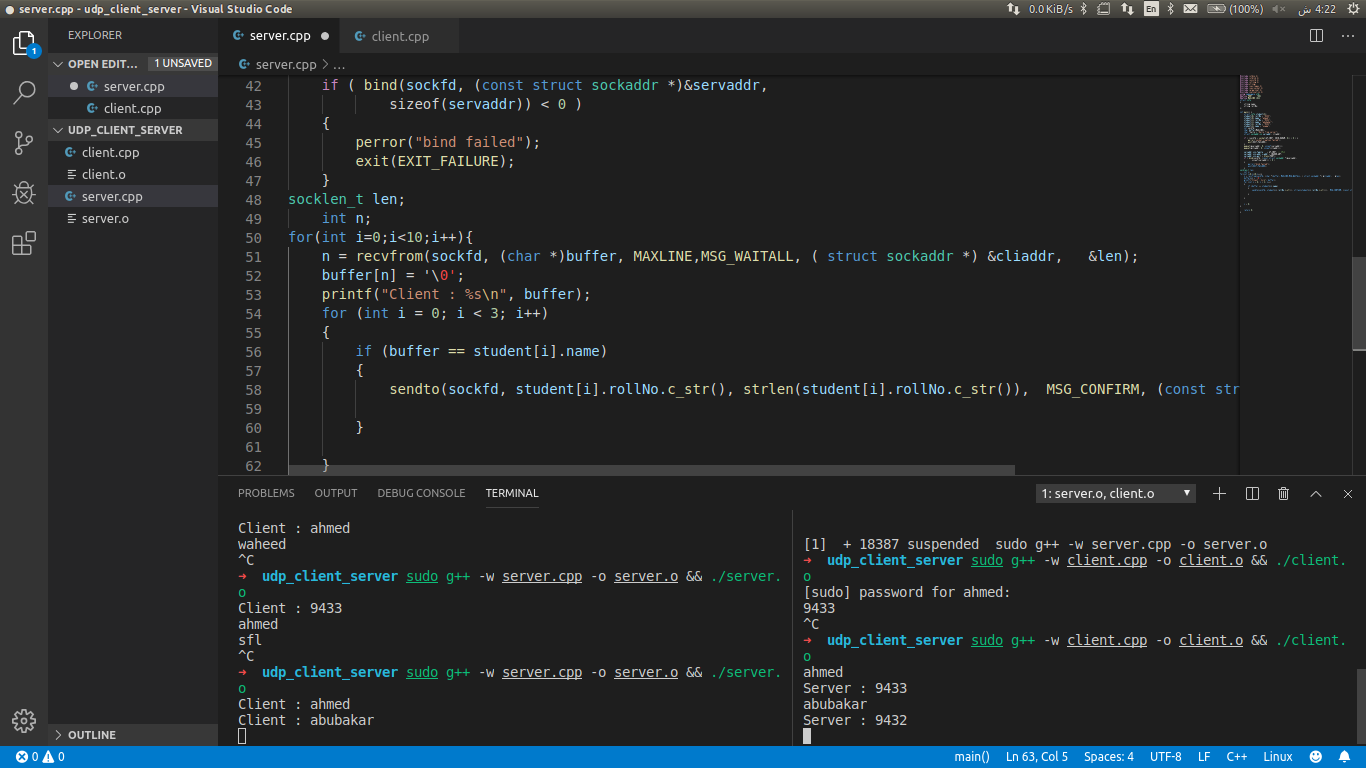 server.cpp - udp_client_server - Visual Studio Code
0.0 KiB/s En (100%) 4:22 ش
EXPLORER
OPEN EDIT... 1 UNSAVED
server.cpp
client.cpp
UDP_CLIENT_SERVER
client.cpp
client.o
server.cpp
server.o
OUTLINE
1
server.cpp
client.cpp
server.cpp > ...
42 if ( bind(sockfd, (const struct sockaddr *)&servaddr,
43 sizeof(servaddr)) < 0 )
44 {
45 perror("bind failed");
46 exit(EXIT_FAILURE);
47 }
48 socklen_t len;
49 int n;
50 for(int i=0;i<10;i++){
51 n = recvfrom(sockfd, (char *)buffer, MAXLINE,MSG_WAITALL, ( struct sockaddr *) &cliaddr, &len);
52 buffer[n] = '\0';
53 printf("Client : %s\n", buffer);
54 for (int i = 0; i < 3; i++)
55 {
56 if (buffer == student[i].name)
57 {
58 sendto(sockfd, student[i].rollNo.c_str(), strlen(student[i].rollNo.c_str()), MSG_CONFIRM, (const str
59
60 }
61
62 }
PROBLEMS OUTPUT DEBUG CONSOLE TERMINAL
1: server.o, client.o
Client : ahmed
waheed
^C
➜ udp_client_server sudo g++ -w server.cpp -o server.o && ./server.
o
Client : 9433
ahmed
sfl
^C
➜ udp_client_server sudo g++ -w server.cpp -o server.o && ./server.
o
Client : ahmed
Client : abubakar
[1] + 18387 suspended sudo g++ -w server.cpp -o server.o
➜ udp_client_server sudo g++ -w client.cpp -o client.o && ./client.
o
[sudo] password for ahmed:
9433
^C
➜ udp_client_server sudo g++ -w client.cpp -o client.o && ./client.
o
ahmed
Server : 9433
abubakar
Server : 9432
0 0
main() Ln 63, Col 5 Spaces: 4 UTF-8 LF C++ Linux